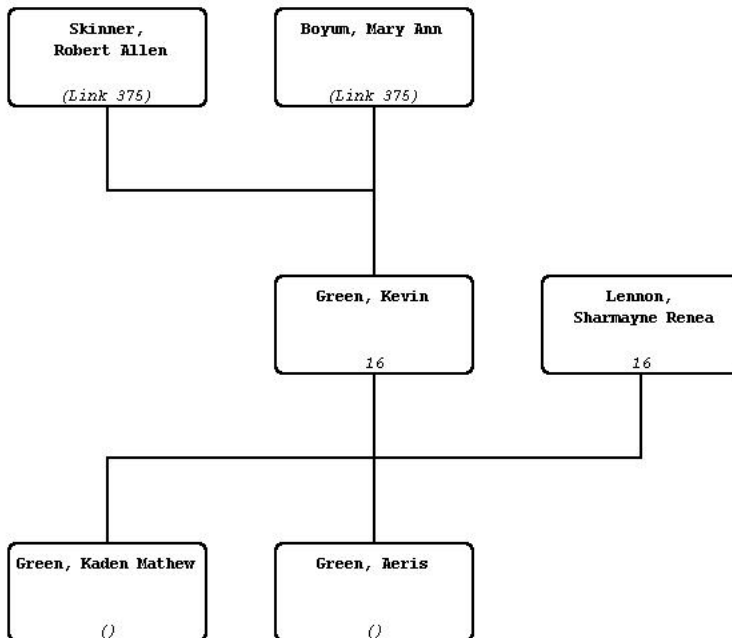 Skinner,
Robert Allen
(Link 375)
Boyum, Mary Ann
(Link 375)
Green, Kevin
16
Lennon,
Sharmayne Renea
16
Green, Kaden Mathew
()
Green, Aeris
()